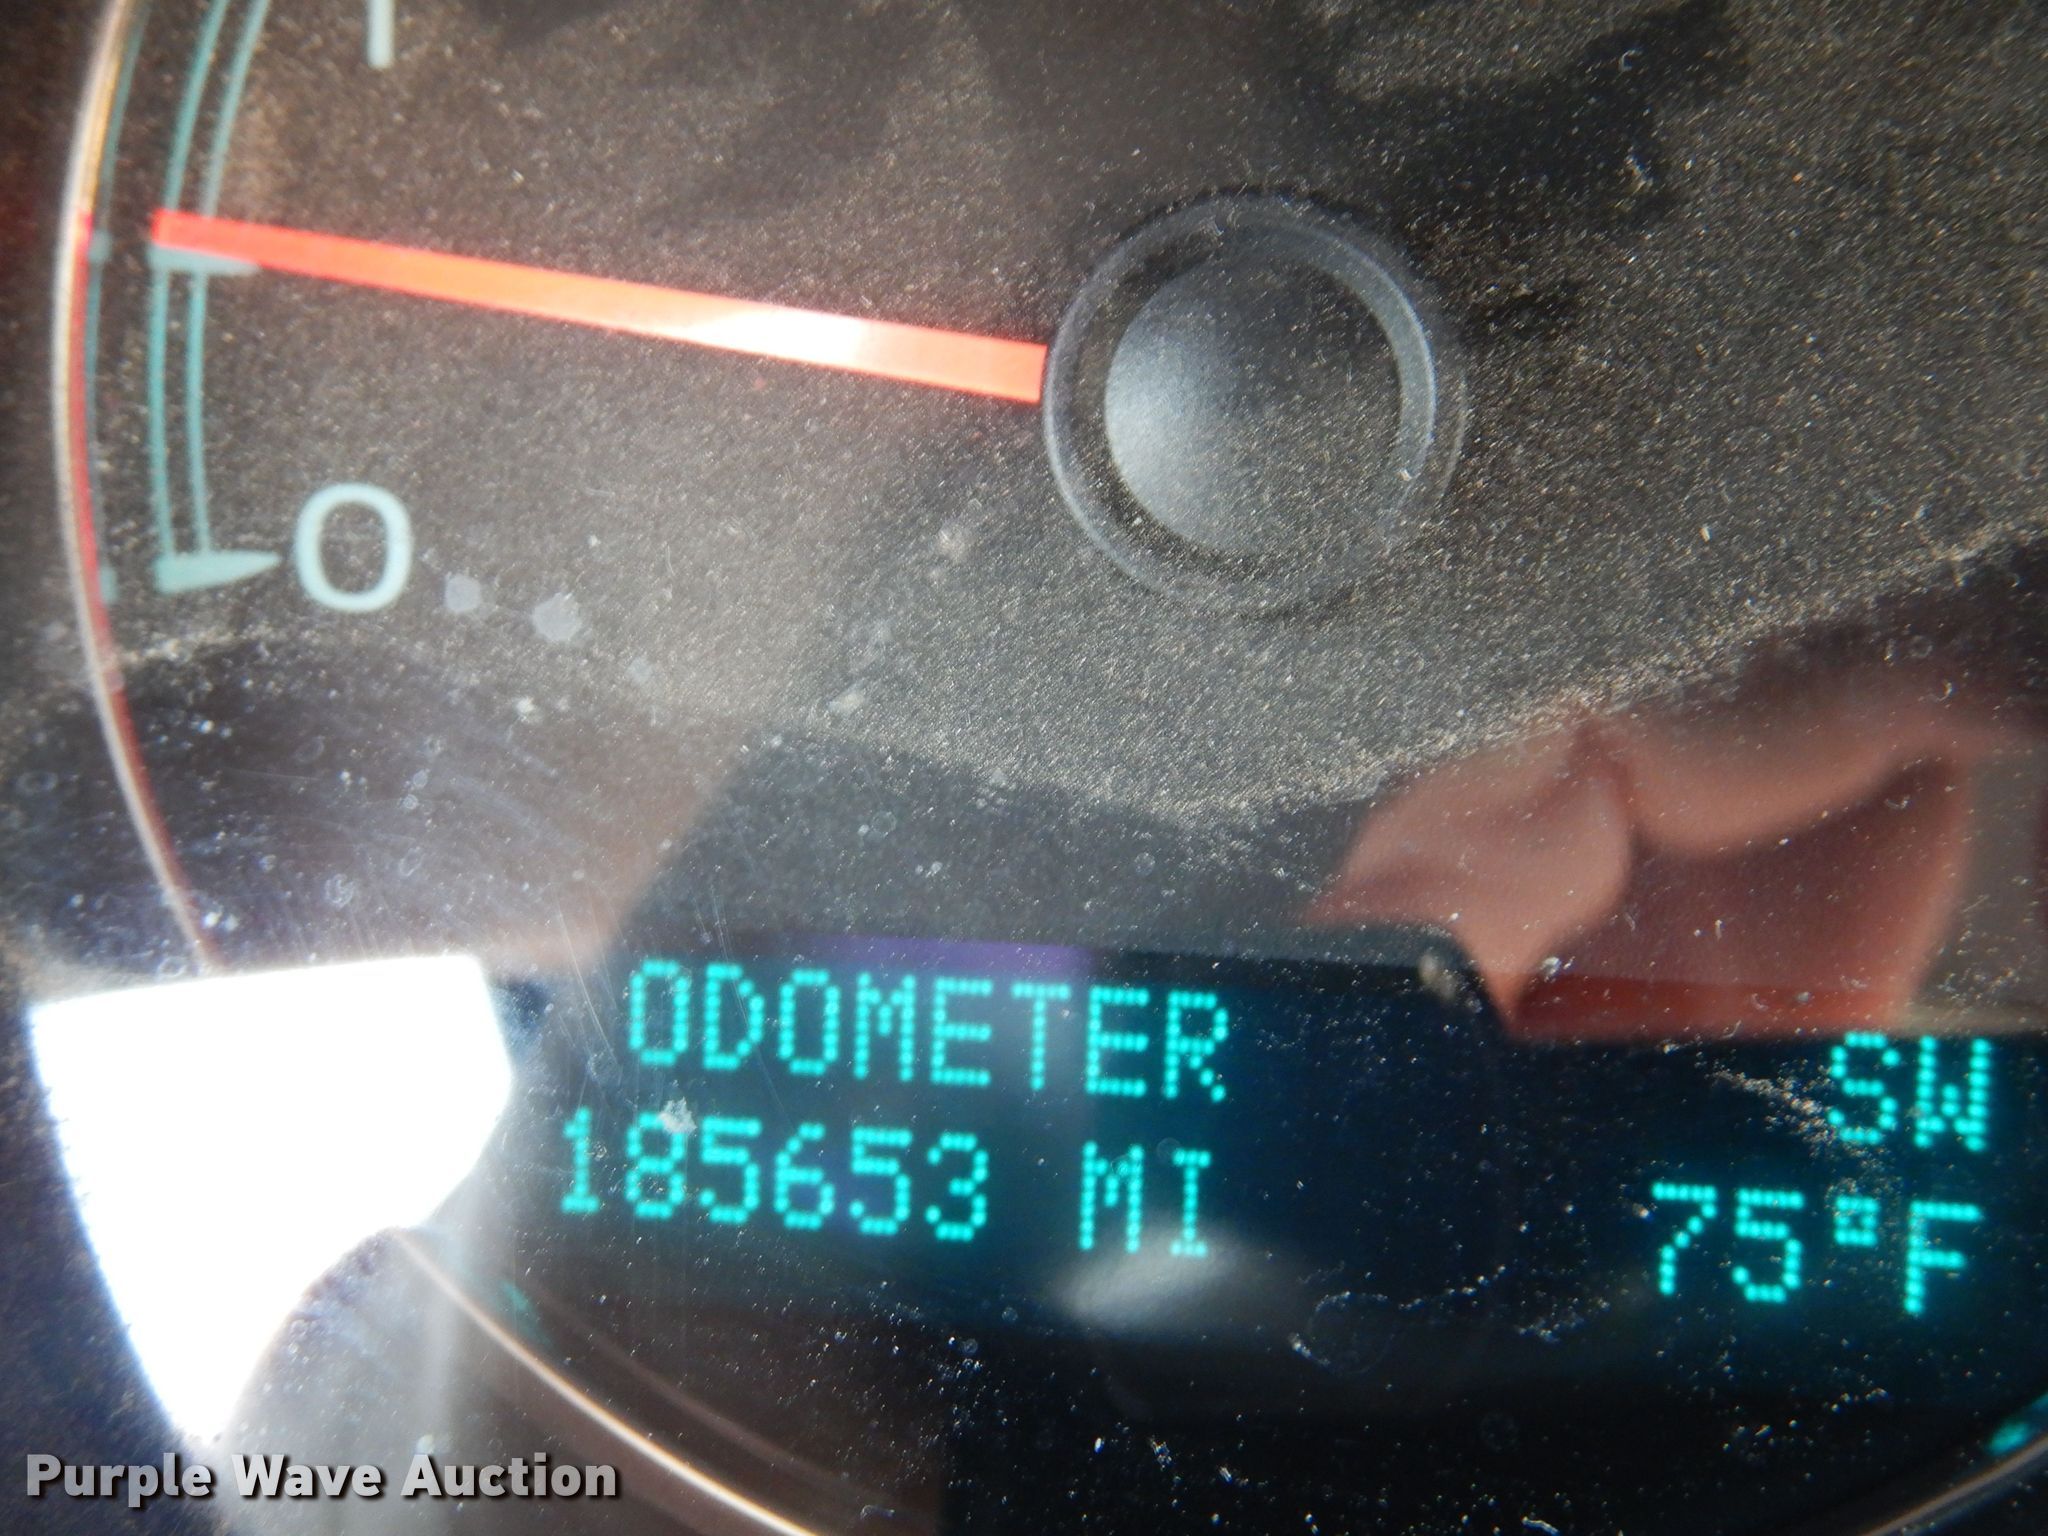 0
ODOMETER
185653 MI
SW
75°F
Purple Wave Auction